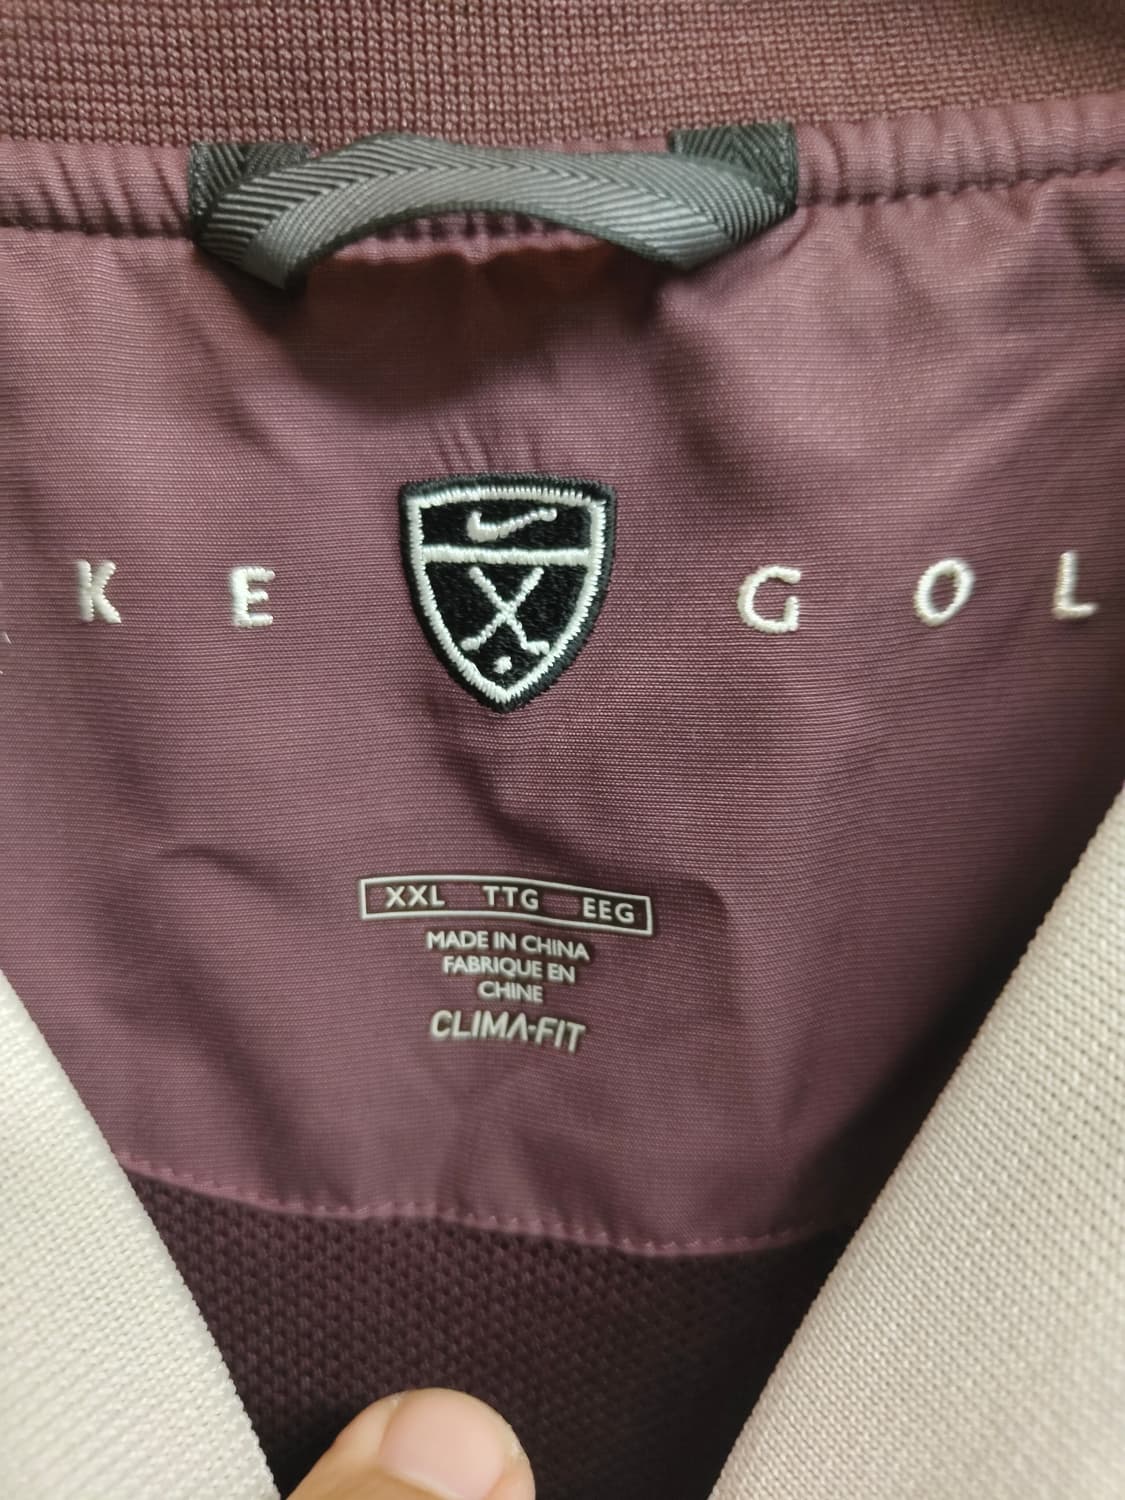 KE GOL
XXL TTG EEG
MADE IN CHINA
FABRIQUE EN
CHINE
CLIMA-FIT